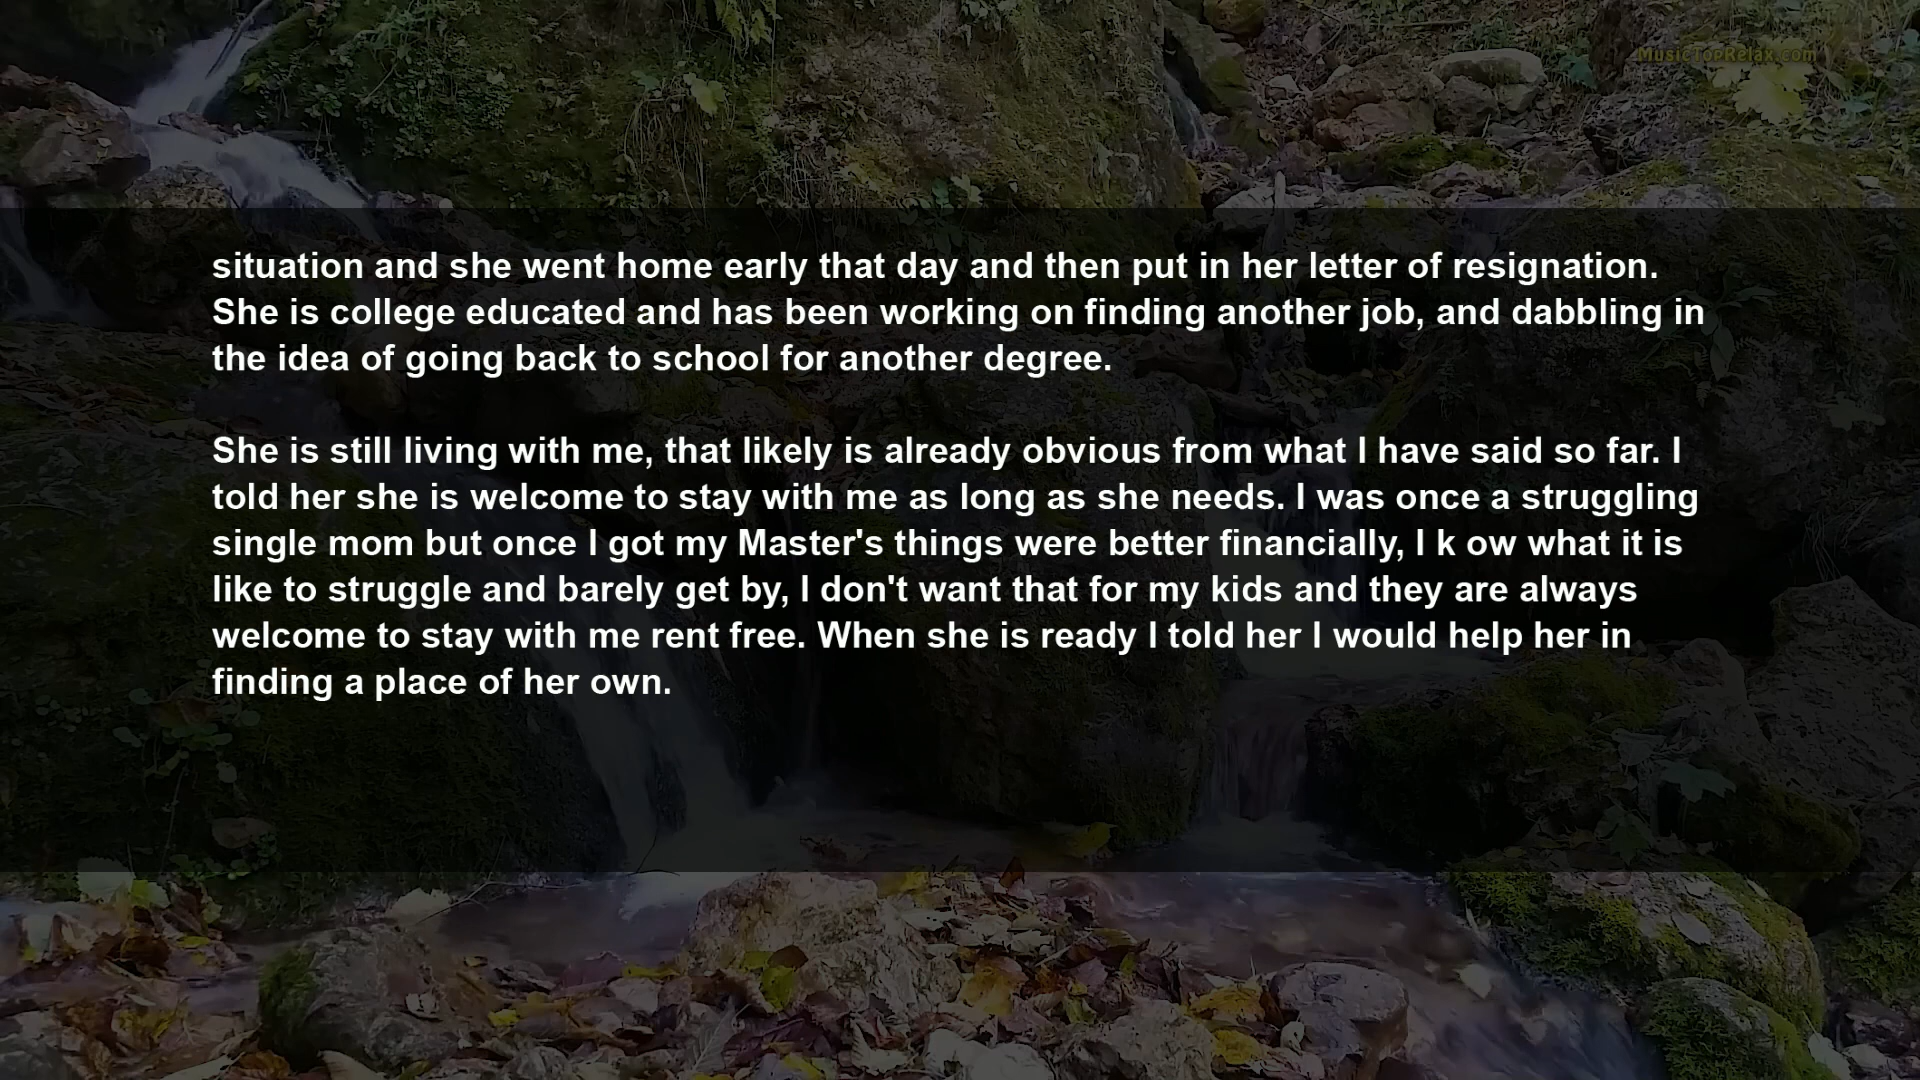 MusicTopRelax.com
situation and she went home early that day and then put in her letter of resignation.
She is college educated and has been working on finding another job, and dabbling in
the idea of going back to school for another degree.
She is still living with me, that likely is already obvious from what I have said so far. I
told her she is welcome to stay with me as long as she needs. I was once a struggling
single mom but once I got my Master's things were better financially, I k ow what it is
like to struggle and barely get by, I don't want that for my kids and they are always
welcome to stay with me rent free. When she is ready I told her I would help her in
finding a place of her own.